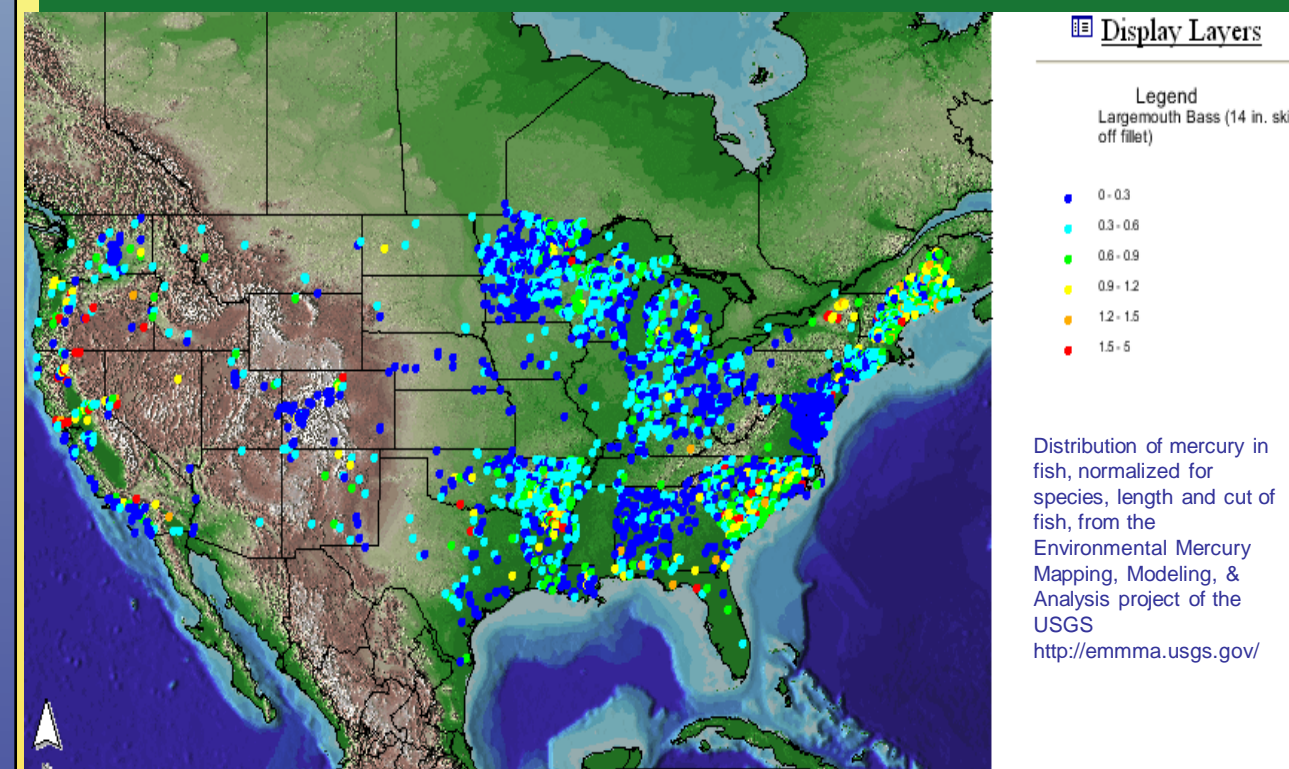 Display Layers
Legend
Largemouth Bass (14 in. ski
off fillet)
0 - 0.3
0.3 - 0.6
0.6 - 0.9
0.9 - 1.2
1.2 - 1.5
1.5 - 5
Distribution of mercury in
fish, normalized for
species, length and cut of
fish, from the
Environmental Mercury
Mapping, Modeling, &
Analysis project of the
USGS
http://emmma.usgs.gov/